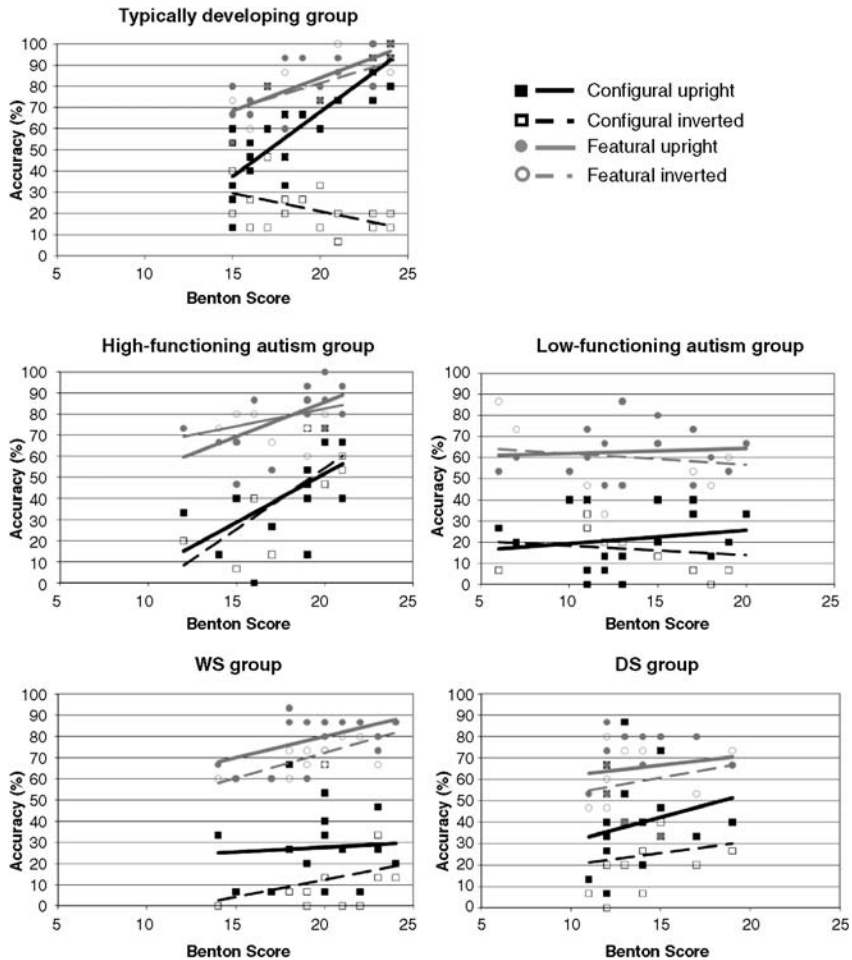 Typically developing group
Accuracy (%)
100
90
80
70
60
50
40
30
20
10
0
5 10 15 20 25
Benton Score
Configural upright
Configural inverted
Featural upright
Featural inverted
High-functioning autism group
Accuracy (%)
100
90
80
70
60
50
40
30
20
10
0
5 10 15 20 25
Benton Score
Low-functioning autism group
Accuracy (%)
100
90
80
70
60
50
40
30
20
10
0
5 10 15 20 25
Benton Score
WS group
Accuracy (%)
100
90
80
70
60
50
40
30
20
10
0
5 10 15 20 25
Benton Score
DS group
Accuracy (%)
100
90
80
70
60
50
40
30
20
10
0
5 10 15 20 25
Benton Score